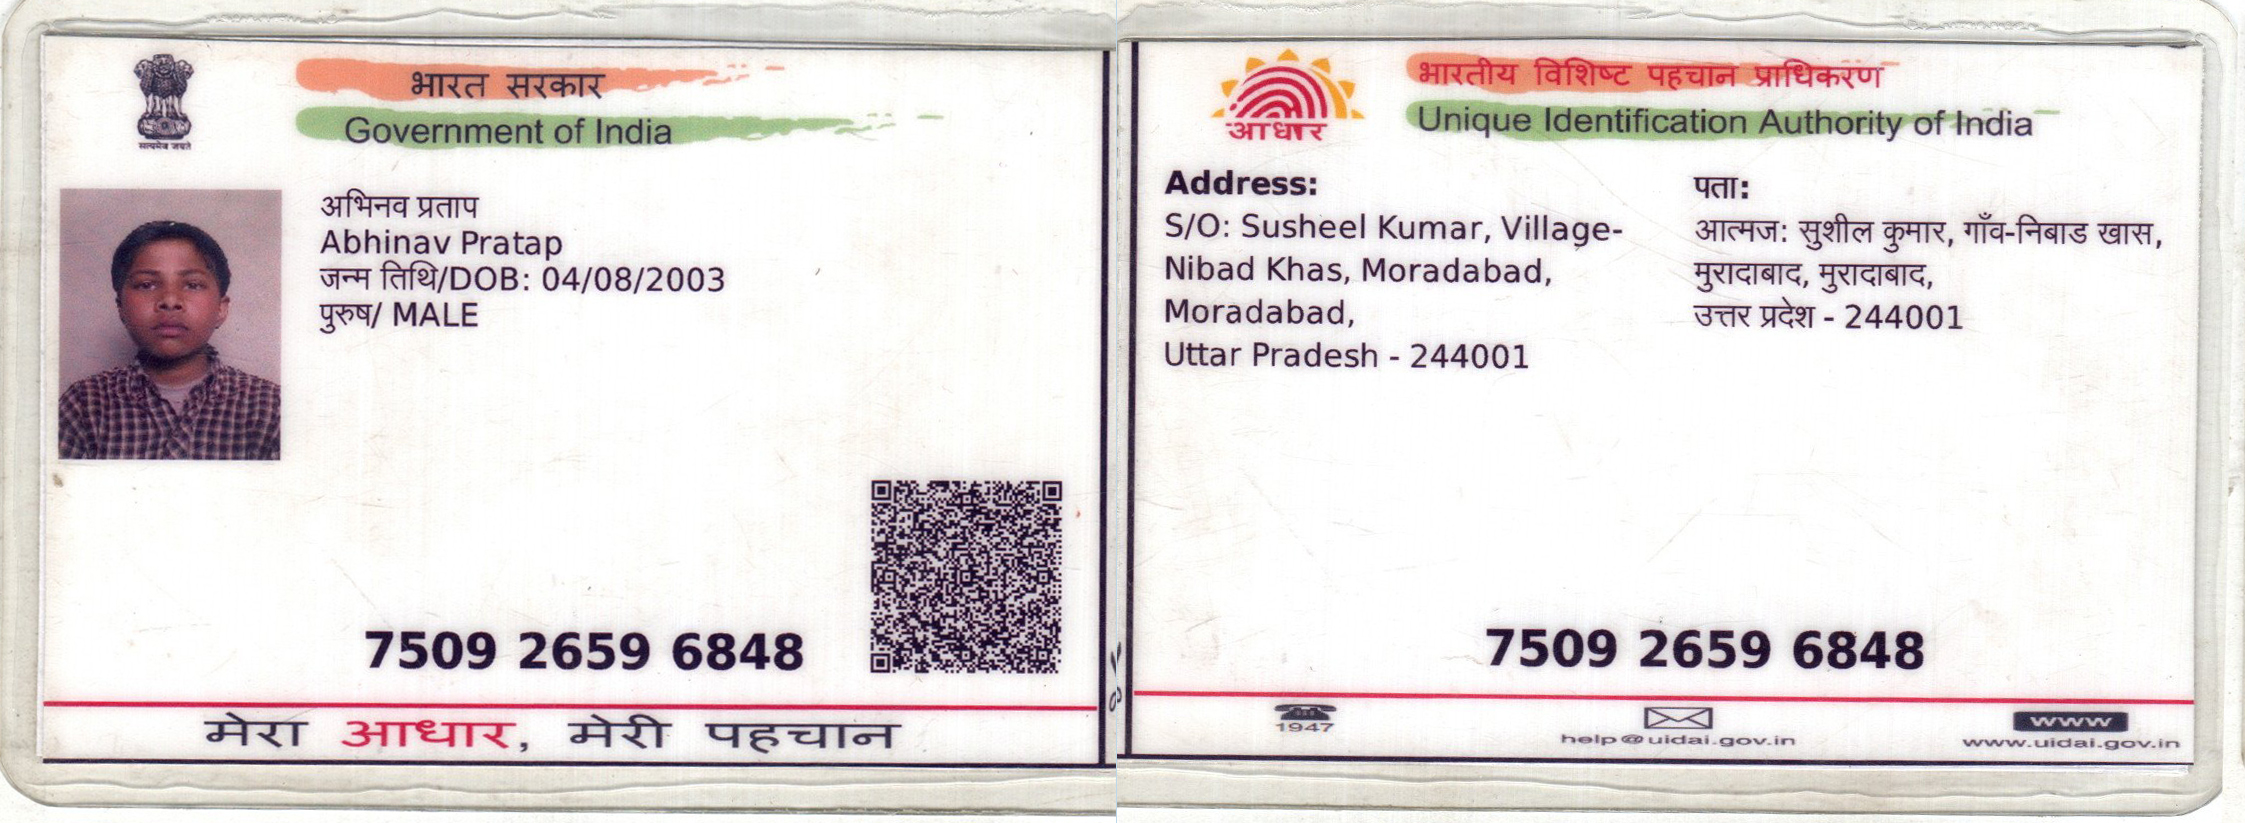 भारत सरकार
Government of India
सत्यमेव जयते
अभिनव प्रताप
Abhinav Pratap
जन्म तिथि/DOB: 04/08/2003
पुरुष/ MALE
7509 2659 6848
मेरा आधार, मेरी पहचान
भारतीय विशिष्ट पहचान प्राधिकरण
Unique Identification Authority of India
आधार
Address:
S/O: Susheel Kumar, Village-
Nibad Khas, Moradabad,
Moradabad,
Uttar Pradesh - 244001
पता:
आत्मज: सुशील कुमार, गाँव-निबाड खास,
मुरादाबाद, मुरादाबाद,
उत्तर प्रदेश - 244001
7509 2659 6848
1947
help@uidai.gov.in
www
www.uidai.gov.in